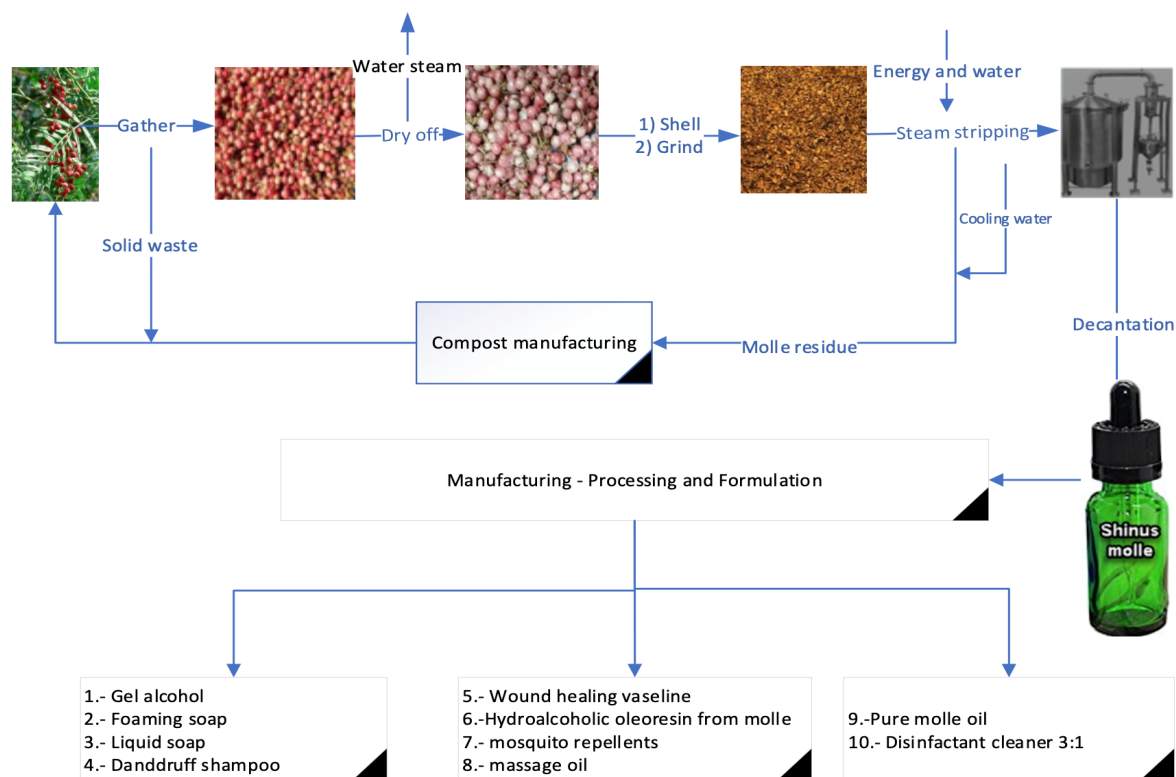 Water steam
Energy and water
Gather
Dry off
1) Shell
2) Grind
Steam stripping
Solid waste
Cooling water
Compost manufacturing
Molle residue
Decantation
Manufacturing - Processing and Formulation
Shinus
molle
1.- Gel alcohol
2.- Foaming soap
3.- Liquid soap
4.- Danddruff shampoo
5.- Wound healing vaseline
6.-Hydroalcoholic oleoresin from molle
7.- mosquito repellents
8.- massage oil
9.-Pure molle oil
10.- Disinfactant cleaner 3:1